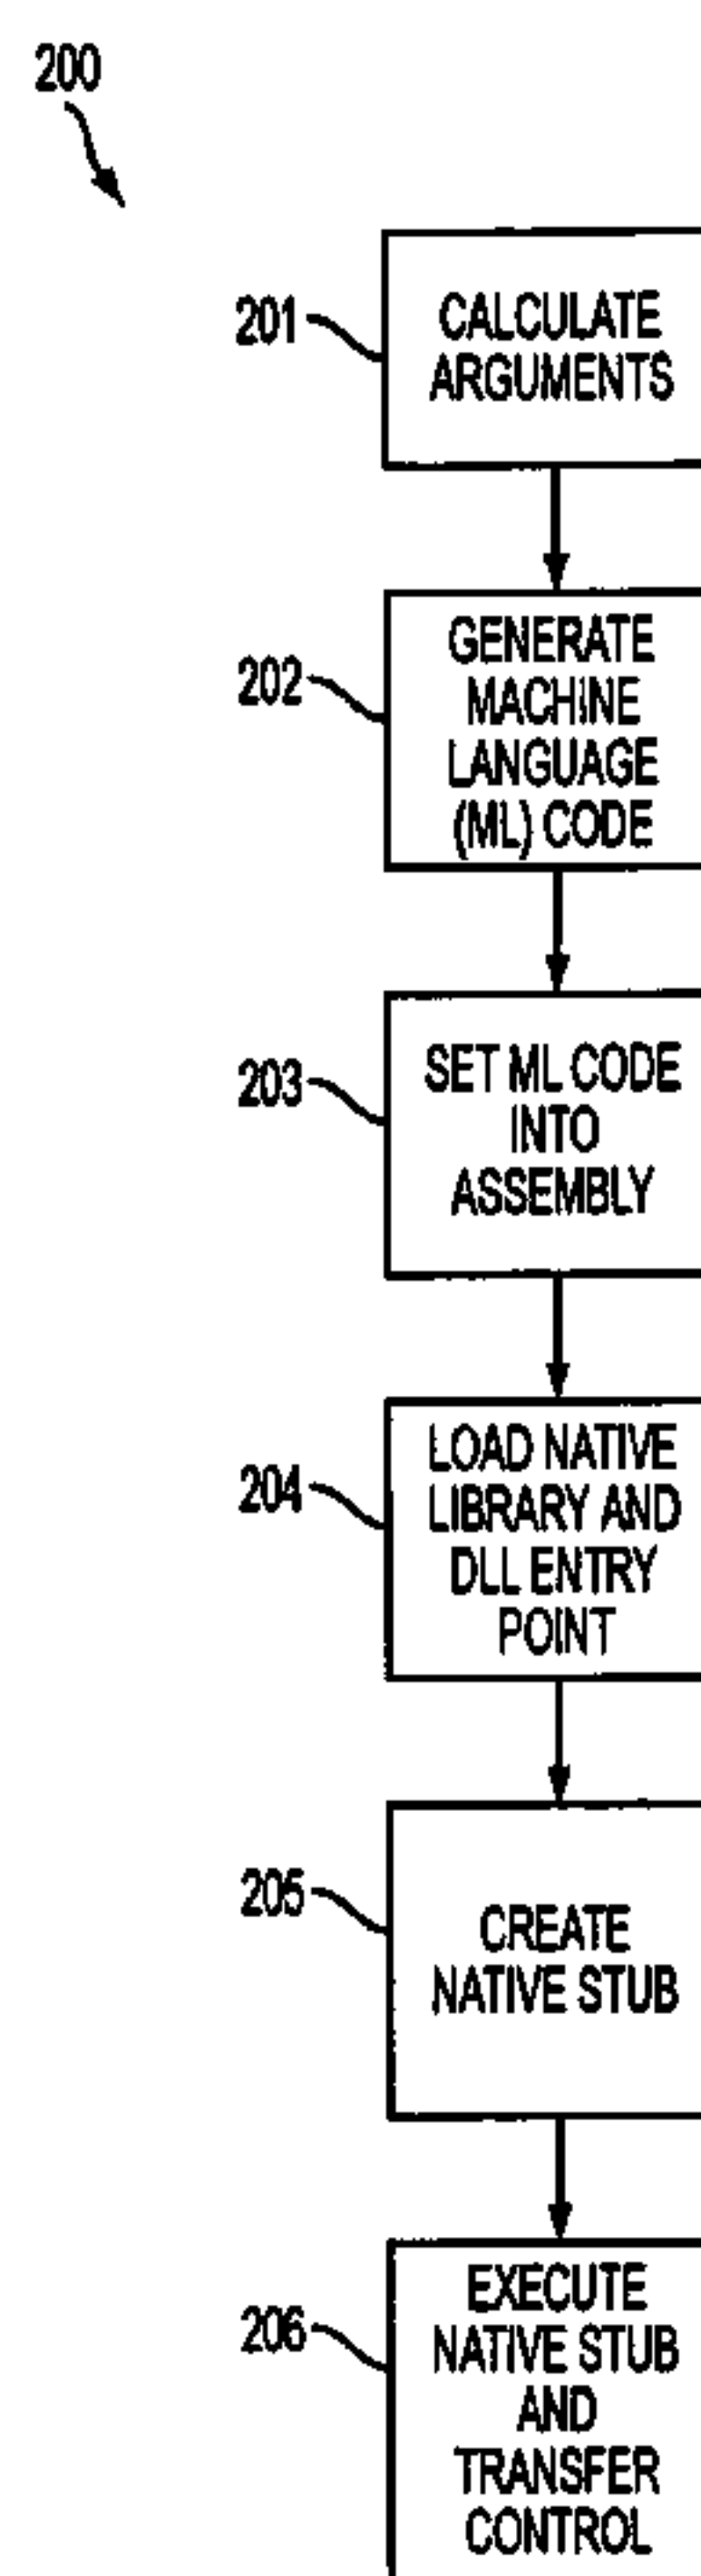 200
201
CALCULATE
ARGUMENTS
202
GENERATE
MACHINE
LANGUAGE
(ML) CODE
203
SET ML CODE
INTO
ASSEMBLY
204
LOAD NATIVE
LIBRARY AND
DLL ENTRY
POINT
205
CREATE
NATIVE STUB
206
EXECUTE
NATIVE STUB
AND
TRANSFER
CONTROL